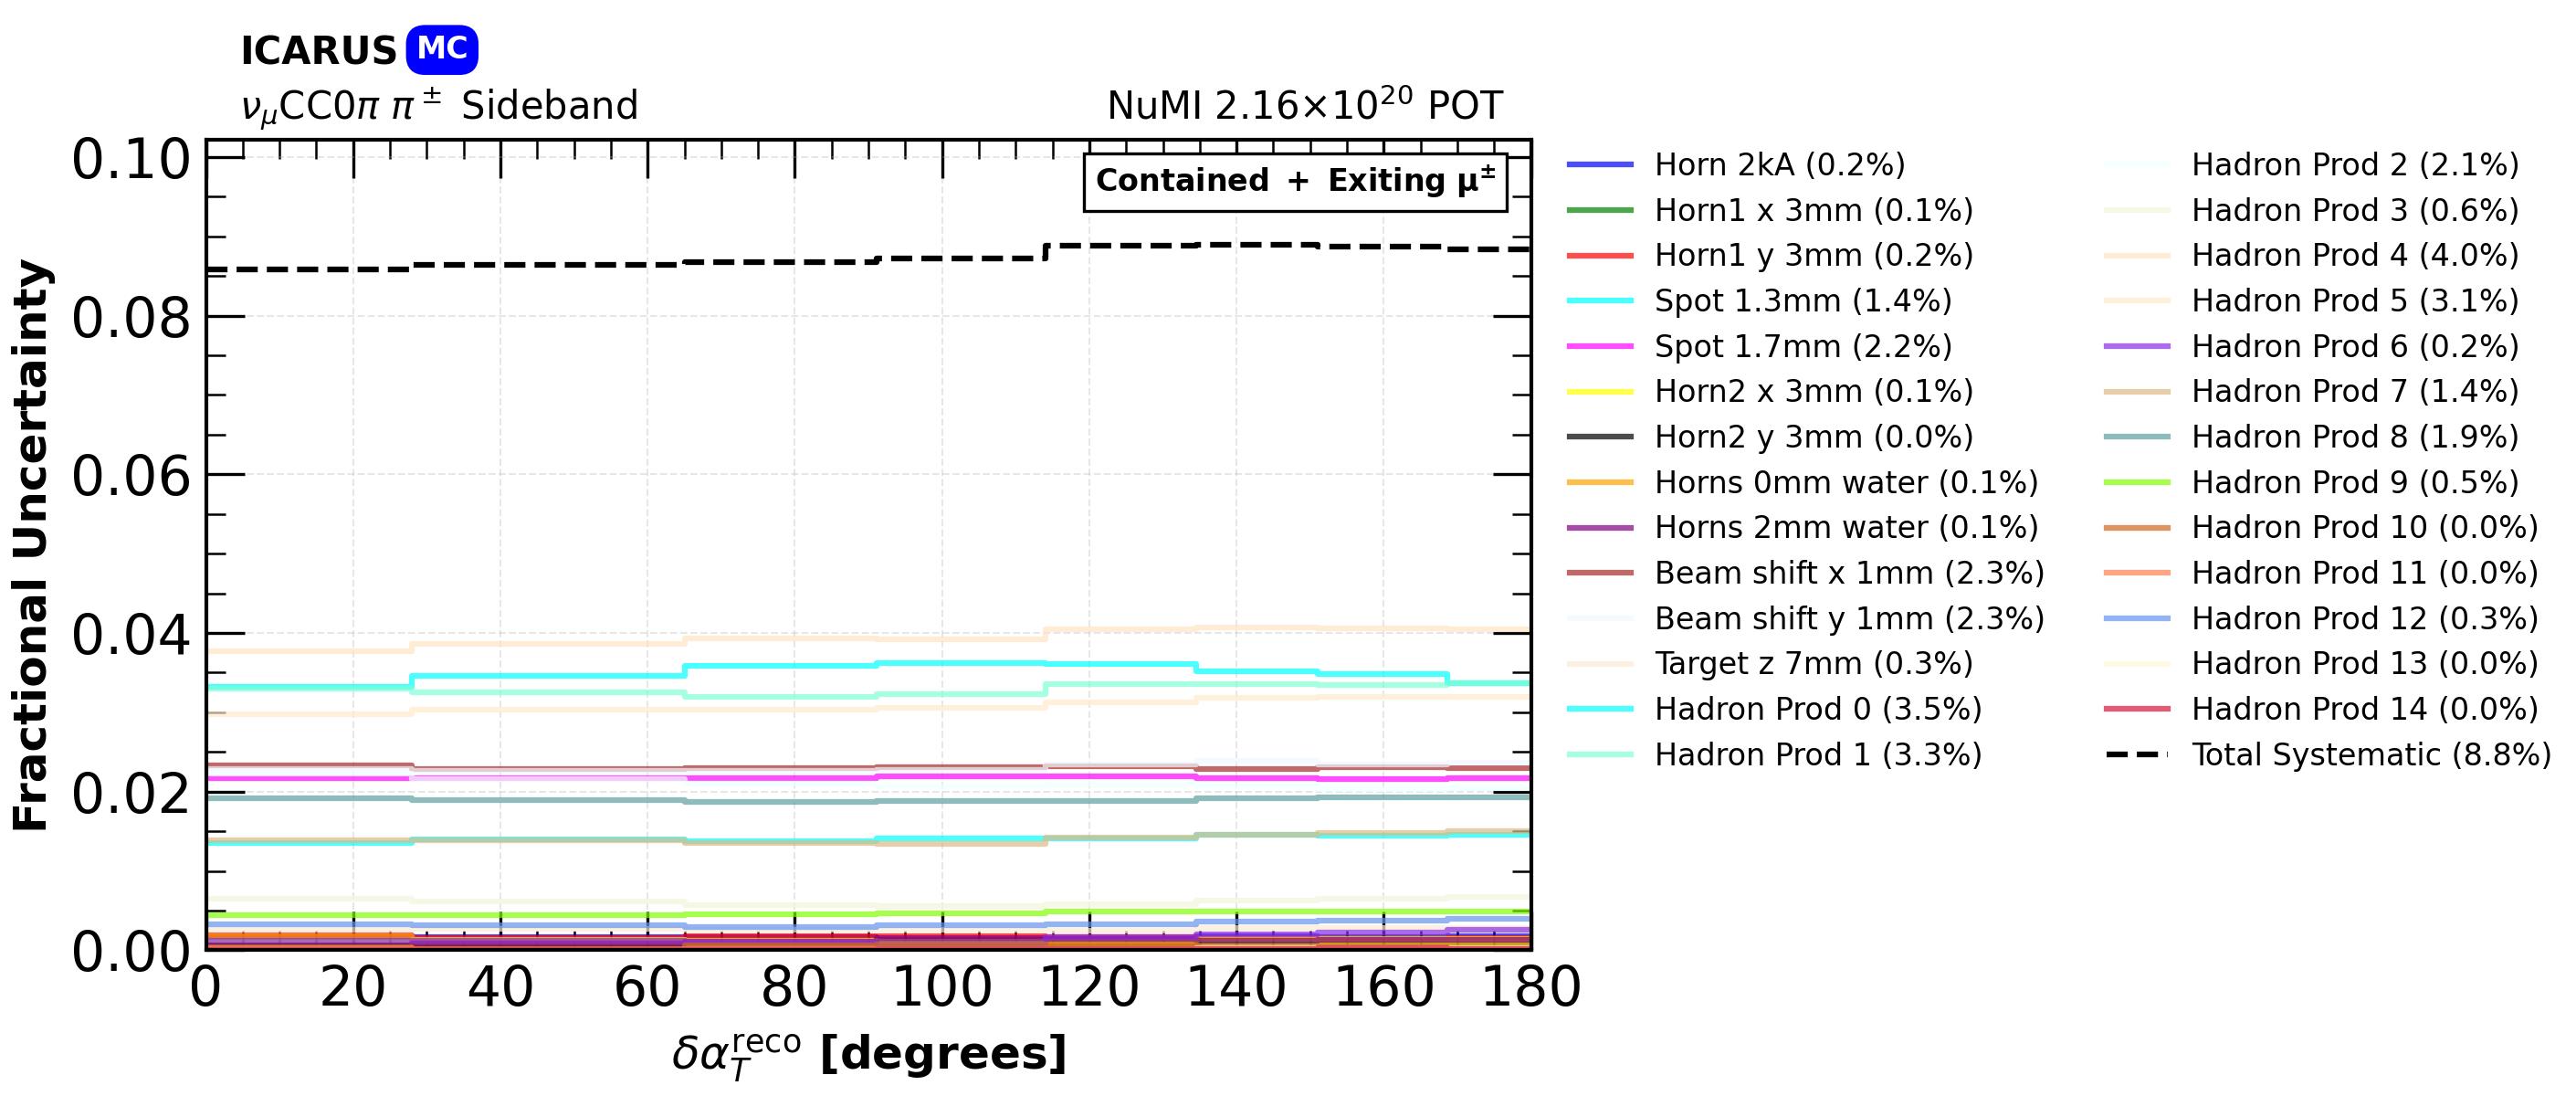 ICARUS MC
νμCC0π π± Sideband
NuMI 2.16×10²⁰ POT
Contained + Exiting μ±
Fractional Uncertainty
0.10
0.08
0.06
0.04
0.02
0.00
0 20 40 60 80 100 120 140 160 180
δα_T^reco [degrees]
Horn 2kA (0.2%)
Horn1 x 3mm (0.1%)
Horn1 y 3mm (0.2%)
Spot 1.3mm (1.4%)
Spot 1.7mm (2.2%)
Horn2 x 3mm (0.1%)
Horn2 y 3mm (0.0%)
Horns 0mm water (0.1%)
Horns 2mm water (0.1%)
Beam shift x 1mm (2.3%)
Beam shift y 1mm (2.3%)
Target z 7mm (0.3%)
Hadron Prod 0 (3.5%)
Hadron Prod 1 (3.3%)
Hadron Prod 2 (2.1%)
Hadron Prod 3 (0.6%)
Hadron Prod 4 (4.0%)
Hadron Prod 5 (3.1%)
Hadron Prod 6 (0.2%)
Hadron Prod 7 (1.4%)
Hadron Prod 8 (1.9%)
Hadron Prod 9 (0.5%)
Hadron Prod 10 (0.0%)
Hadron Prod 11 (0.0%)
Hadron Prod 12 (0.3%)
Hadron Prod 13 (0.0%)
Hadron Prod 14 (0.0%)
Total Systematic (8.8%)